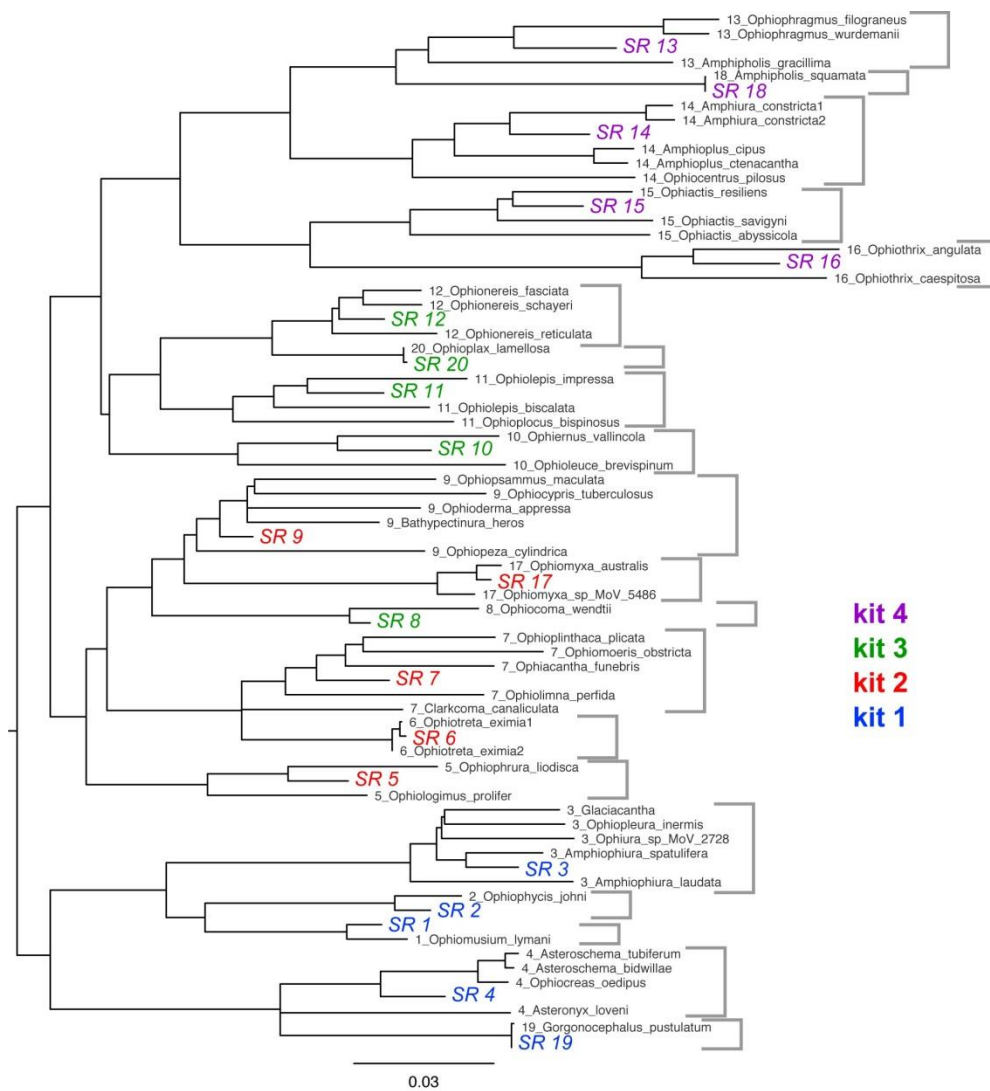 13_Ophiophragmus_filograneus
13_Ophiophragmus_wurdemanii
SR 13
13_Amphipholis_gracillima
18_Amphipholis_squamata
SR 18
14_Amphiura_constricta1
14_Amphiura_constricta2
SR 14
14_Amphioplus_cipus
14_Amphioplus_ctenacantha
14_Ophiocentrus_pilosus
15_Ophiactis_resiliens
SR 15
15_Ophiactis_savigyni
15_Ophiactis_abyssicola
16_Ophiothrix_angulata
SR 16
16_Ophiothrix_caespitosa
12_Ophionereis_fasciata
12_Ophionereis_schayeri
SR 12
12_Ophionereis_reticulata
20_Ophioplax_lamellosa
SR 20
11_Ophiolepis_impressa
SR 11
11_Ophiolepis_biscalata
11_Ophioplocus_bispinosus
10_Ophiernus_vallincola
SR 10
10_Ophioleuce_brevispinum
9_Ophiopsammus_maculata
9_Ophiocypris_tuberculosus
9_Ophioderma_appressa
9_Bathypectinura_heros
SR 9
9_Ophiopeza_cylindrica
17_Ophiomyxa_australis
SR 17
17_Ophiomyxa_sp_MoV_5486
8_Ophiocoma_wendtii
SR 8
7_Ophioplinthaca_plicata
7_Ophiomoeris_obstricta
7_Ophiacantha_funebris
SR 7
7_Ophiolimna_perfida
7_Clarkcoma_canaliculata
6_Ophiotreta_eximia1
SR 6
6_Ophiotreta_eximia2
5_Ophiophrura_liodisca
SR 5
5_Ophiologimus_prolifer
3_Glaciacantha
3_Ophiopleura_inermis
3_Ophiura_sp_MoV_2728
3_Amphiophiura_spatulifera
SR 3
3_Amphiophiura_laudata
2_Ophiophycis_johni
SR 2
SR 1
1_Ophiomusium_lymani
4_Asteroschema_tubiferum
4_Asteroschema_bidwillae
4_Ophiocreas_oedipus
SR 4
4_Asteronyx_loveni
19_Gorgonocephalus_pustulatum
SR 19
0.03
kit 4
kit 3
kit 2
kit 1